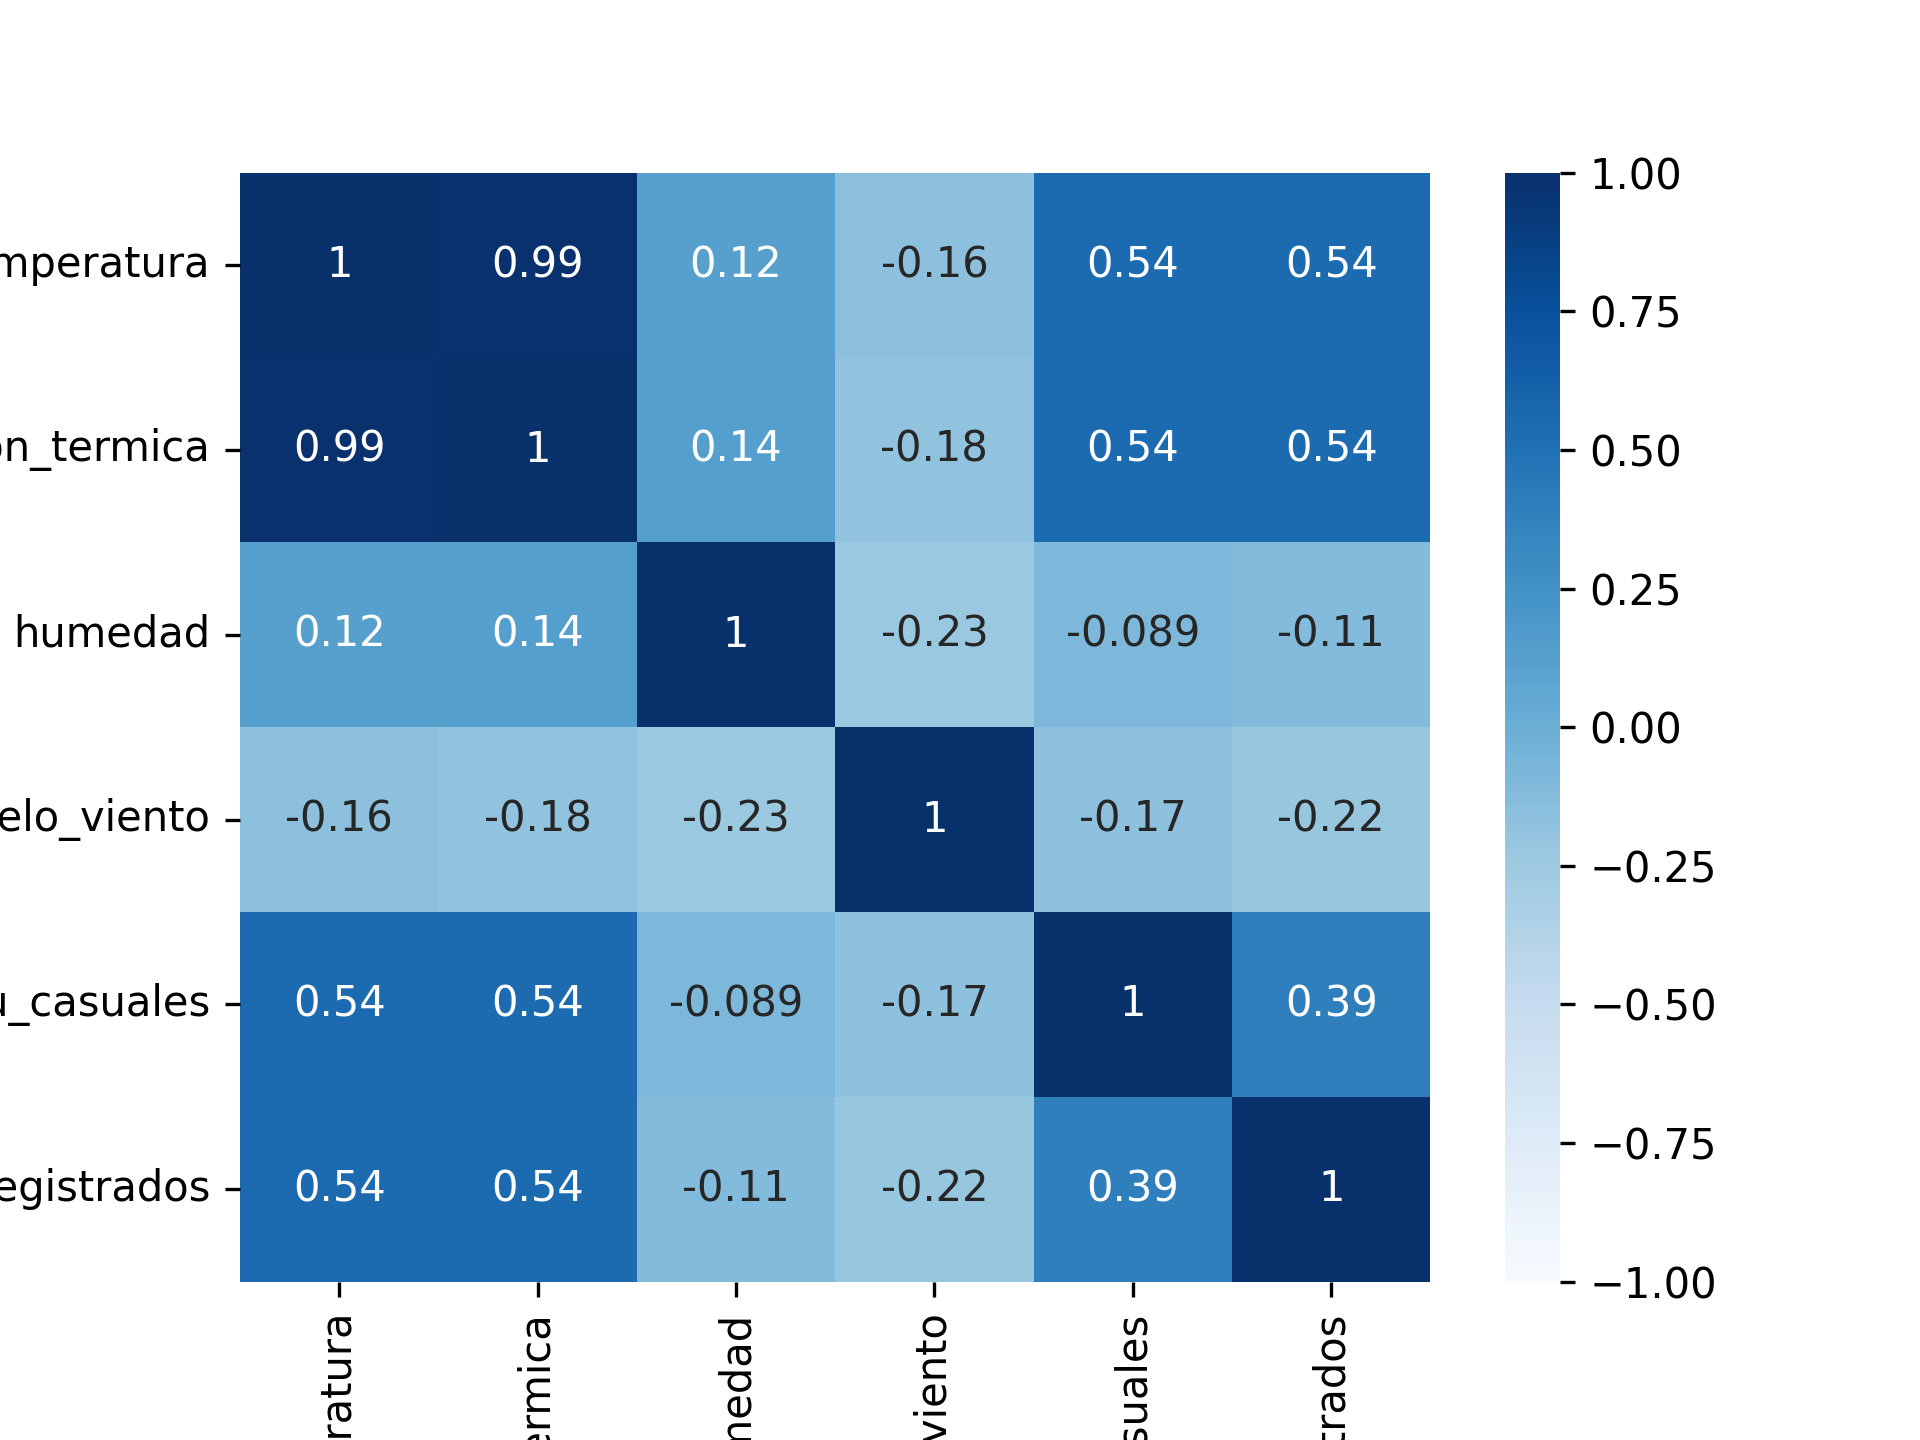 mperatura 1 0.99 0.12 -0.16 0.54 0.54
on_termica 0.99 1 0.14 -0.18 0.54 0.54
humedad 0.12 0.14 1 -0.23 -0.089 -0.11
elo_viento -0.16 -0.18 -0.23 1 -0.17 -0.22
u_casuales 0.54 0.54 -0.089 -0.17 1 0.39
egistrados 0.54 0.54 -0.11 -0.22 0.39 1
ratura
ermica
medad
viento
suales
trados
1.00
0.75
0.50
0.25
0.00
−0.25
−0.50
−0.75
−1.00